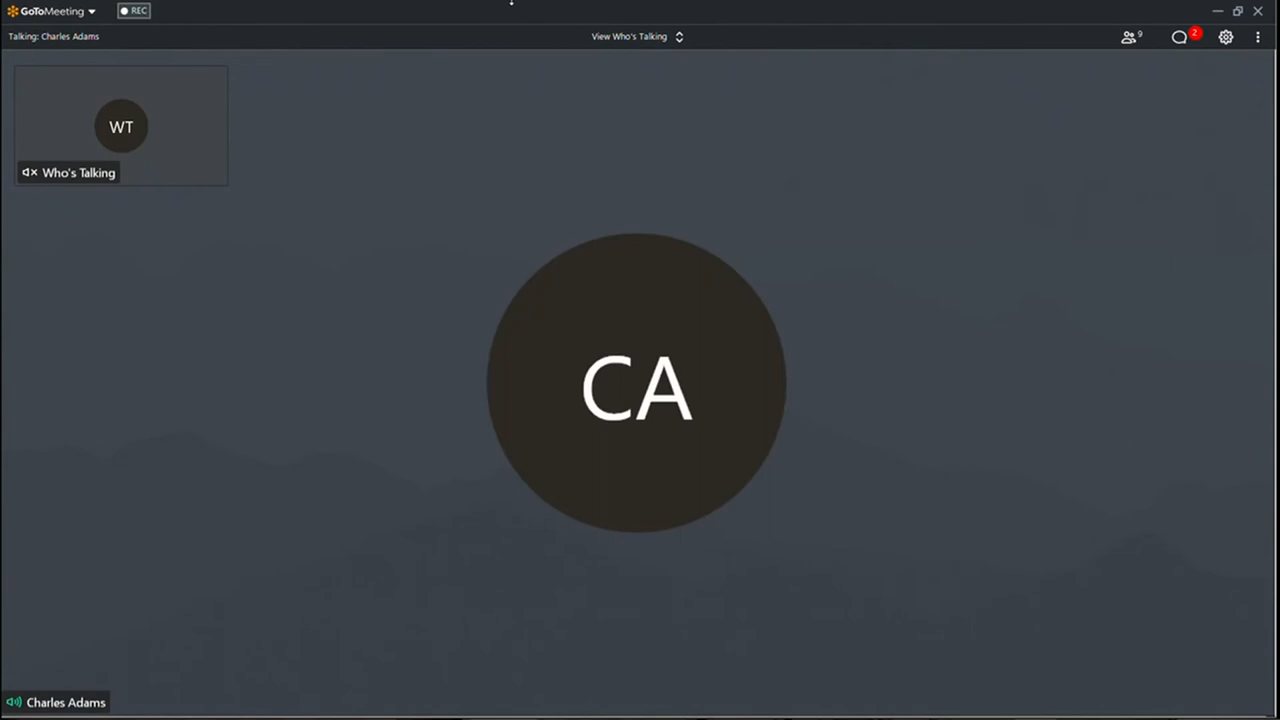 GoToMeeting
REC
Talking: Charles Adams
View Who's Talking
9
2
WT
Who's Talking
CA
Charles Adams